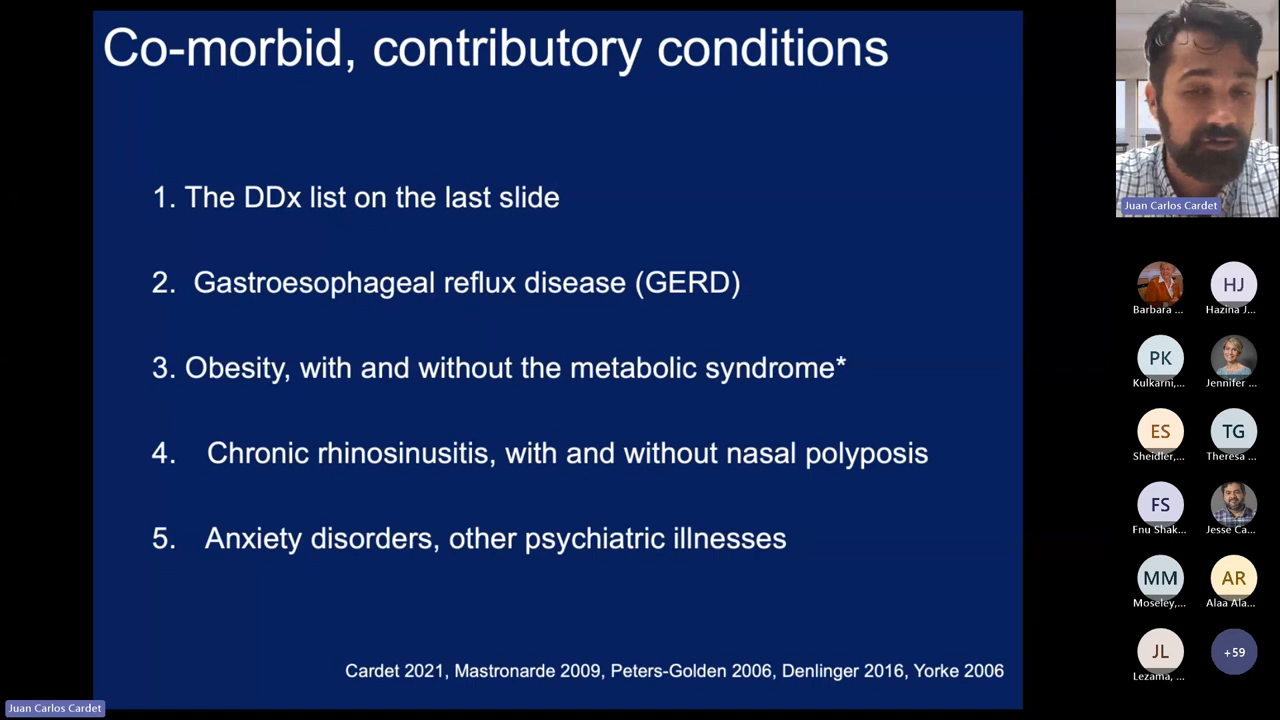 Co-morbid, contributory conditions
1. The DDx list on the last slide
2. Gastroesophageal reflux disease (GERD)
3. Obesity, with and without the metabolic syndrome*
4. Chronic rhinosinusitis, with and without nasal polyposis
5. Anxiety disorders, other psychiatric illnesses
Cardet 2021, Mastronarde 2009, Peters-Golden 2006, Denlinger 2016, Yorke 2006
Juan Carlos Cardet
Juan Carlos Cardet
HJ
Barbara ...
Hazina J...
PK
Kulkarni,...
Jennifer ...
ES
TG
Sheidler,...
Theresa ...
FS
Fnu Shak...
Jesse Ca...
MM
AR
Moseley,...
Alaa Ala...
JL
+59
Lezama, ...